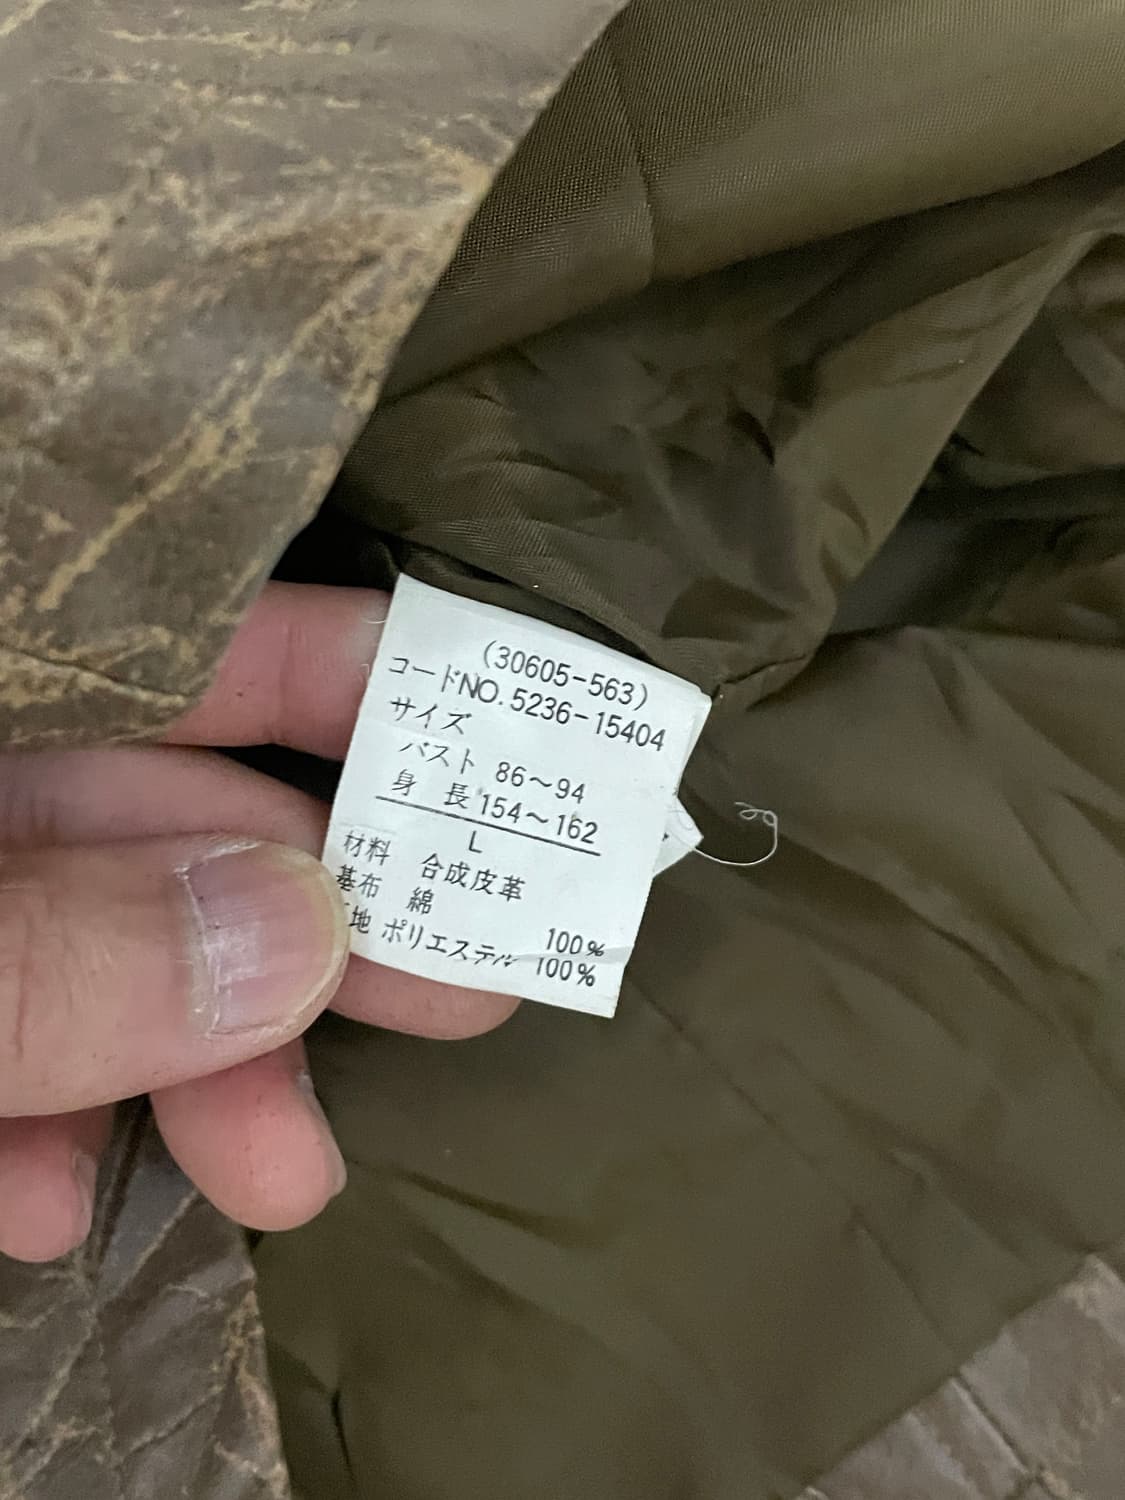 (30605-563)
コードNO.5236-15404
サイズ
バスト 86～94
身 長 154～162
L
材料 合成皮革
基布 綿 100%
地 ポリエステル 100%